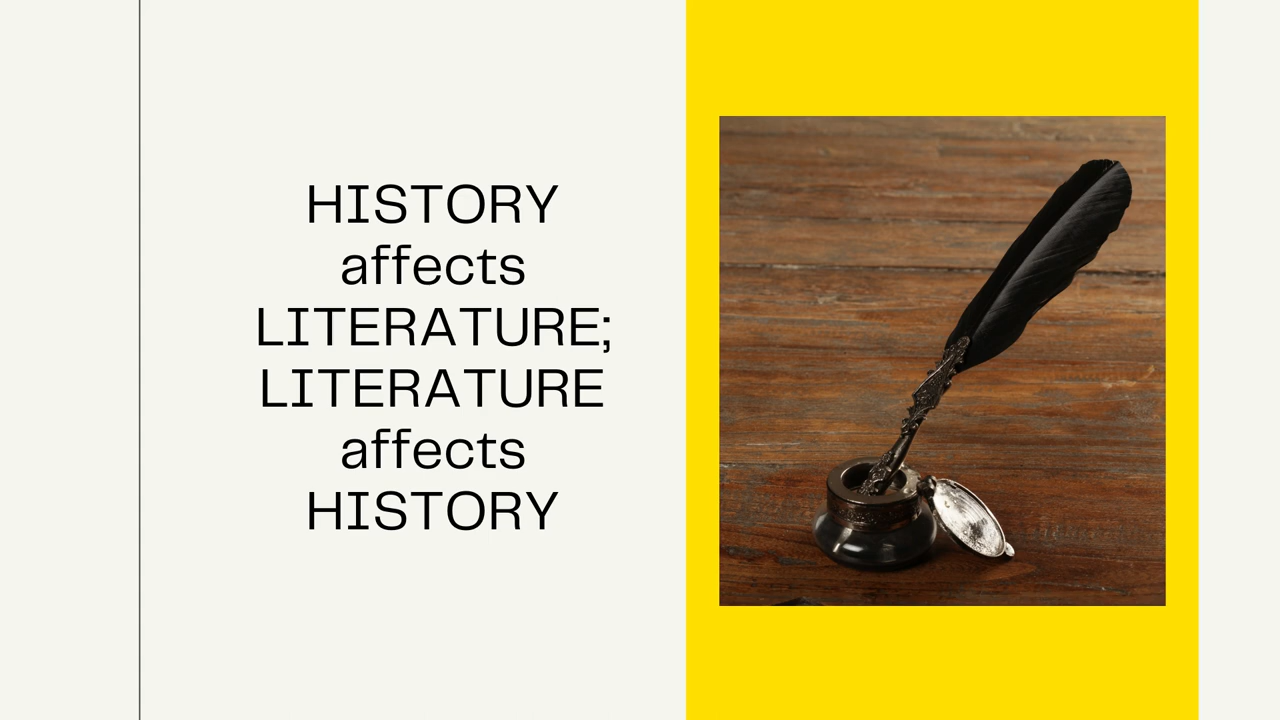 HISTORY
affects
LITERATURE;
LITERATURE
affects
HISTORY